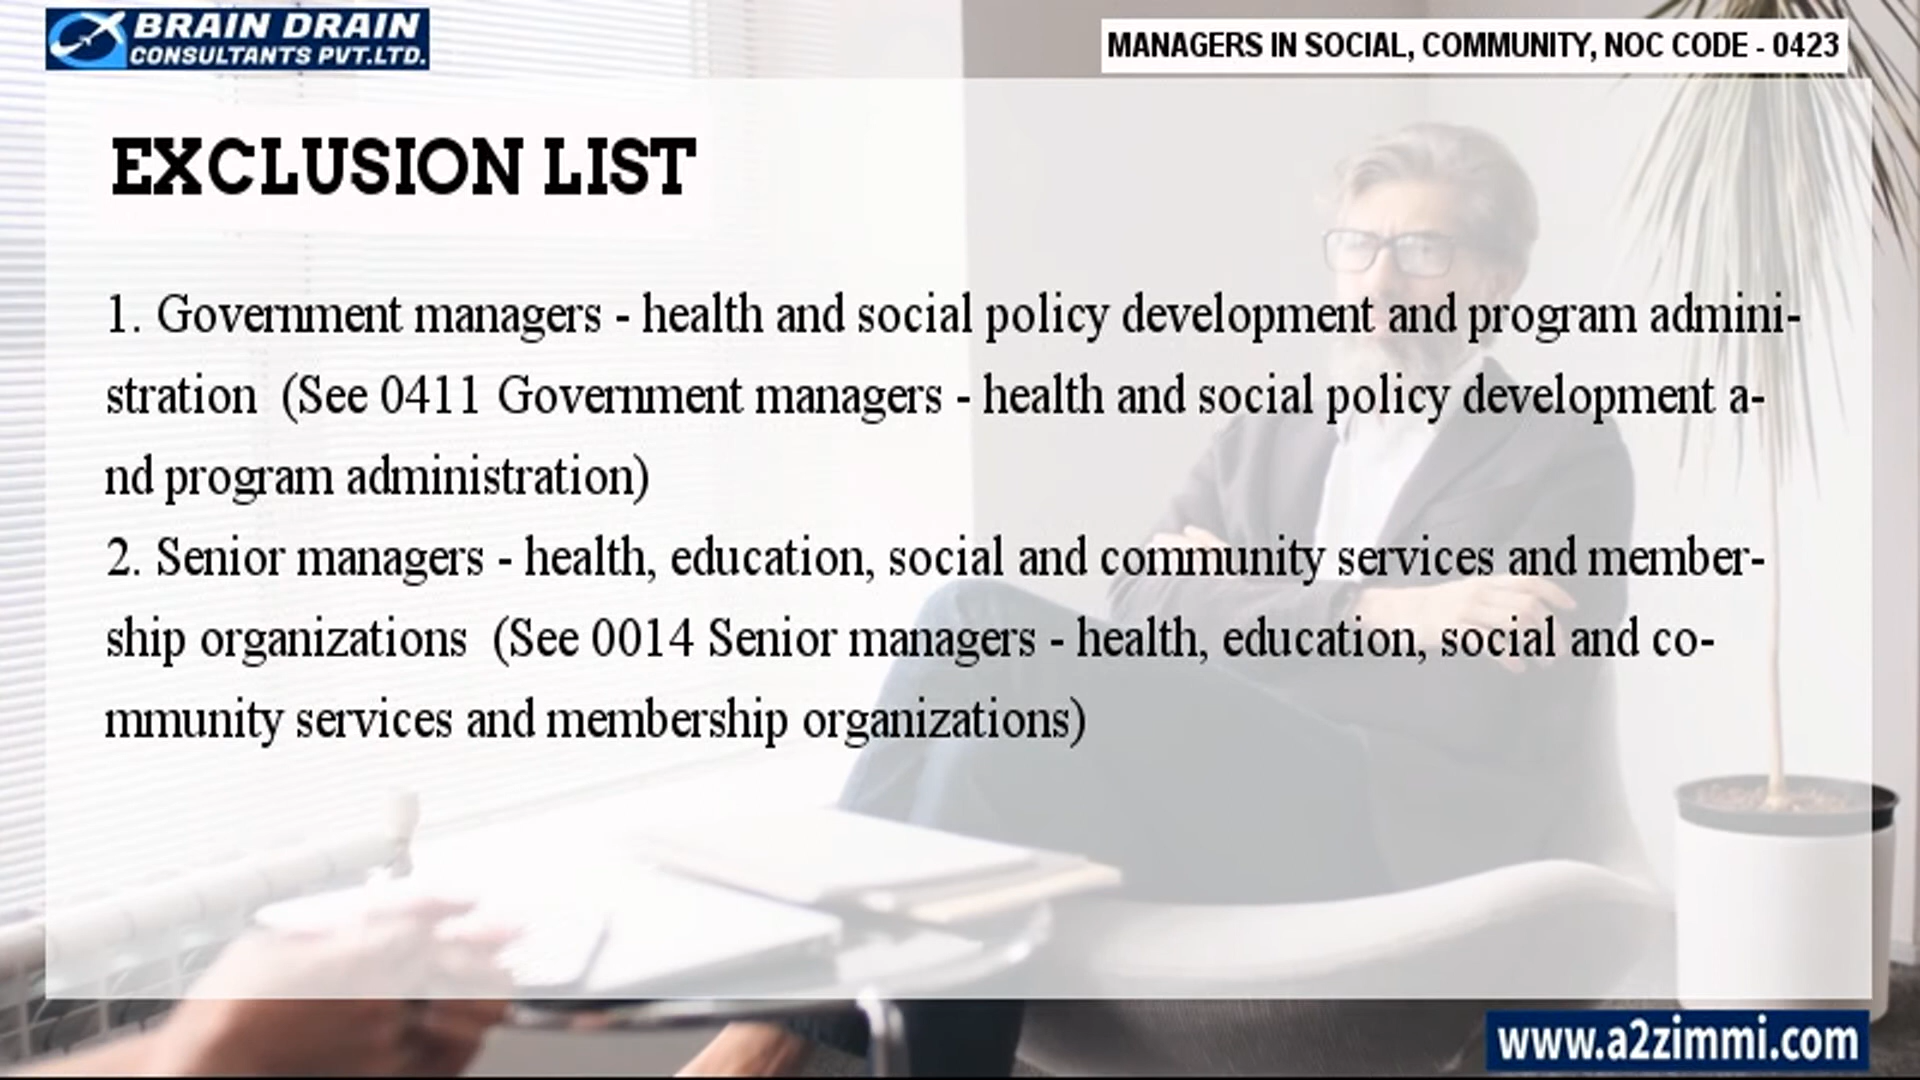 BRAIN DRAIN
CONSULTANTS PVT.LTD.
MANAGERS IN SOCIAL, COMMUNITY, NOC CODE - 0423
EXCLUSION LIST
1. Government managers - health and social policy development and program admini-
stration  (See 0411 Government managers - health and social policy development a-
nd program administration)
2. Senior managers - health, education, social and community services and member-
ship organizations  (See 0014 Senior managers - health, education, social and co-
mmunity services and membership organizations)
www.a2zimmi.com